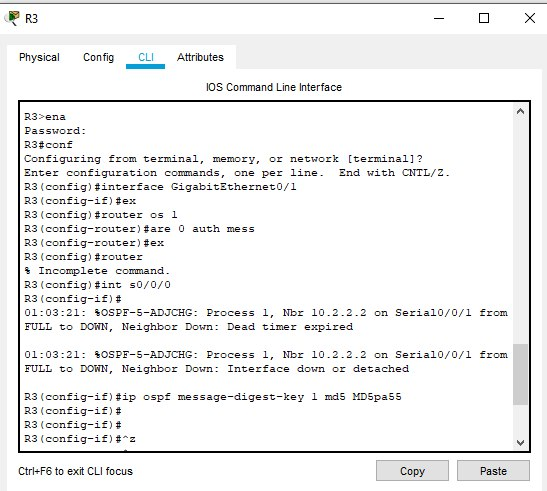 R3
Physical Config CLI Attributes
IOS Command Line Interface
R3>ena
Password:
R3#conf
Configuring from terminal, memory, or network [terminal]?
Enter configuration commands, one per line. End with CNTL/Z.
R3(config)#interface GigabitEthernet0/1
R3(config-if)#ex
R3(config)#router os 1
R3(config-router)#are 0 auth mess
R3(config-router)#ex
R3(config)#router
% Incomplete command.
R3(config)#int s0/0/0
R3(config-if)#
01:03:21: %OSPF-5-ADJCHG: Process 1, Nbr 10.2.2.2 on Serial0/0/1 from
FULL to DOWN, Neighbor Down: Dead timer expired
01:03:21: %OSPF-5-ADJCHG: Process 1, Nbr 10.2.2.2 on Serial0/0/1 from
FULL to DOWN, Neighbor Down: Interface down or detached
R3(config-if)#ip ospf message-digest-key 1 md5 MD5pa55
R3(config-if)#
R3(config-if)#
R3(config-if)#^z
Ctrl+F6 to exit CLI focus
Copy Paste